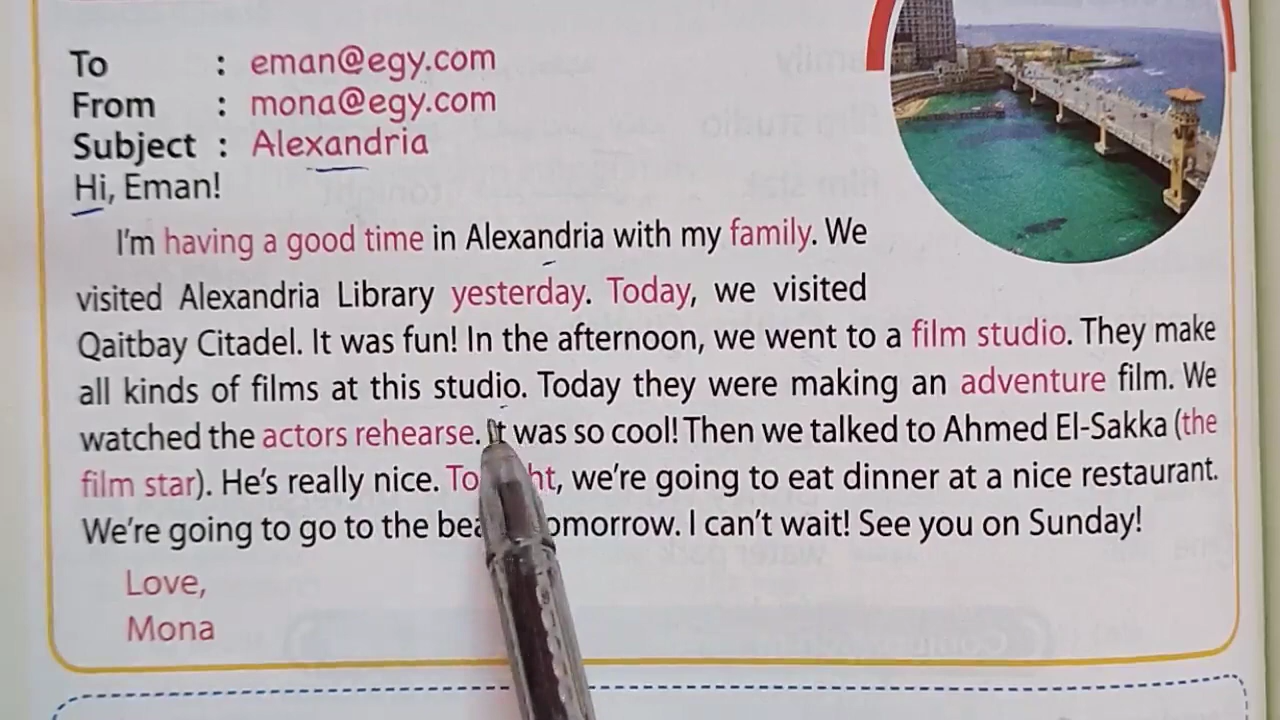 To : eman@egy.com
From : mona@egy.com
Subject : Alexandria
Hi, Eman!
I'm having a good time in Alexandria with my family. We
visited Alexandria Library yesterday. Today, we visited
Qaitbay Citadel. It was fun! In the afternoon, we went to a film studio. They make
all kinds of films at this studio. Today they were making an adventure film. We
watched the actors rehearse. It was so cool! Then we talked to Ahmed El-Sakka (the
film star). He's really nice. Tonight, we're going to eat dinner at a nice restaurant.
We're going to go to the beach tomorrow. I can't wait! See you on Sunday!
Love,
Mona